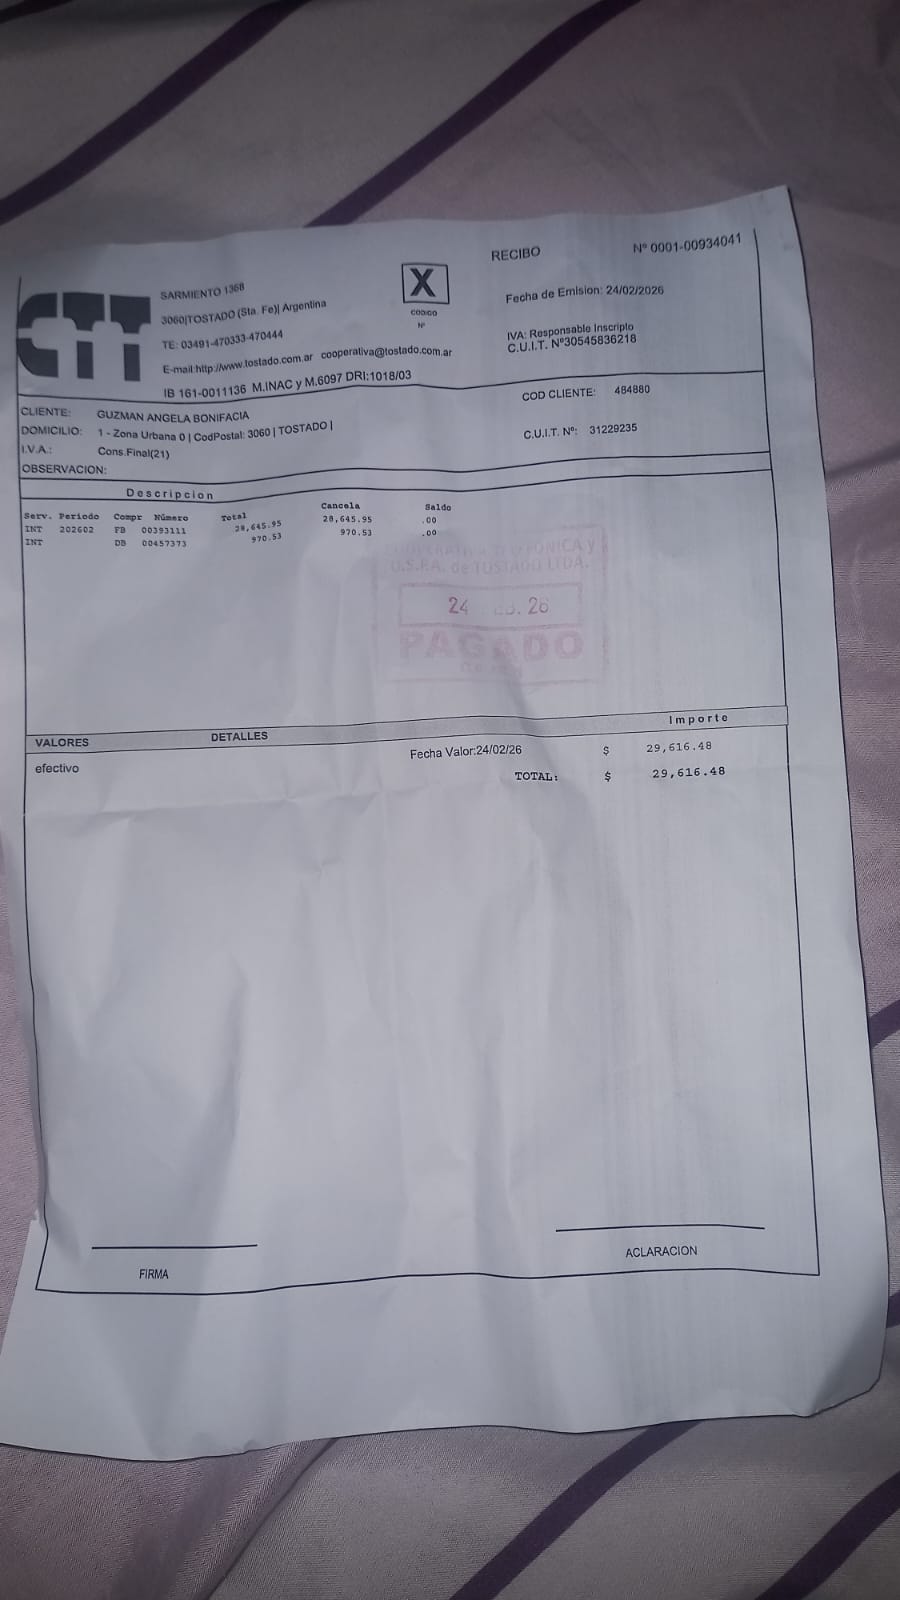 RECIBO
Nº 0001-00934041
CTT
SARMIENTO 1368
3060|TOSTADO (Sta. Fe)| Argentina
TE: 03491-470333-470444
E-mail:http://www.tostado.com.ar cooperativa@tostado.com.ar
IB 161-0011136 M.INAC y M.6097 DRI:1018/03
X
CODIGO
Nº
Fecha de Emision: 24/02/2026
IVA: Responsable Inscripto
C.U.I.T. Nº30545836218
CLIENTE: GUZMAN ANGELA BONIFACIA
DOMICILIO: 1 - Zona Urbana 0 | CodPostal: 3060 | TOSTADO |
I.V.A.: Cons.Final(21)
OBSERVACION:
COD CLIENTE: 484880
C.U.I.T. Nº: 31229235
Descripcion
Serv. Periodo Compr Número Total Cancela Saldo
INT 202602 FB 00393111 28,645.95 28,645.95 .00
INT DB 00457373 970.53 970.53 .00
COOPERATIVA TELEFONICA y
O.S.P.A. de TOSTADO LTDA.
24 26
PAGADO
VALORES DETALLES Importe
efectivo Fecha Valor:24/02/26 $ 29,616.48
TOTAL: $ 29,616.48
FIRMA
ACLARACION